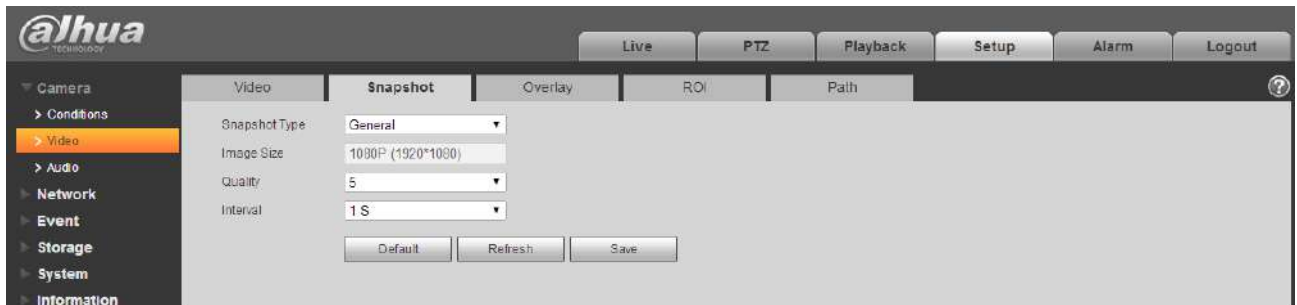 alhua
TECHNOLOGY
Live PTZ Playback Setup Alarm Logout
Camera
> Conditions
> Video
> Audio
Network
Event
Storage
System
Information
Video Snapshot Overlay ROI Path
?
Snapshot Type General
Image Size 1080P (1920*1080)
Quality 5
Interval 1 S
Default Refresh Save